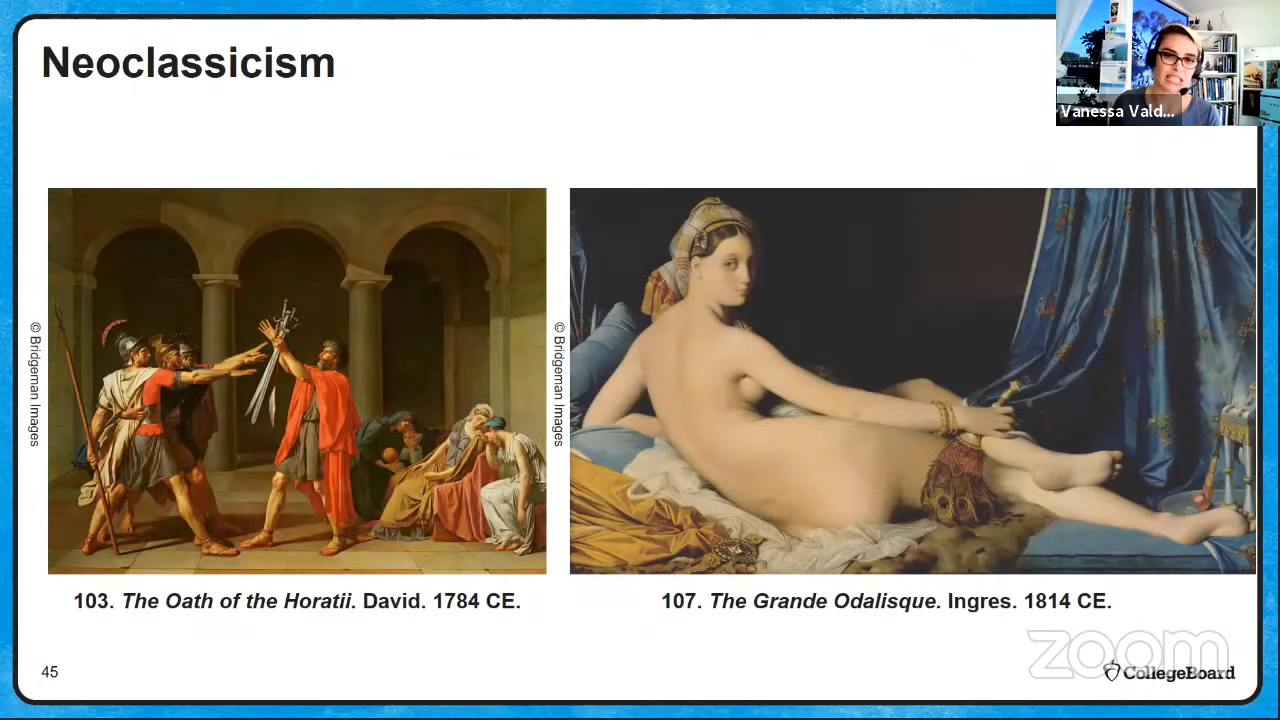 Neoclassicism
Vanessa Vald...
© Bridgeman Images
© Bridgeman Images
103. The Oath of the Horatii. David. 1784 CE.
107. The Grande Odalisque. Ingres. 1814 CE.
zoom
45
CollegeBoard